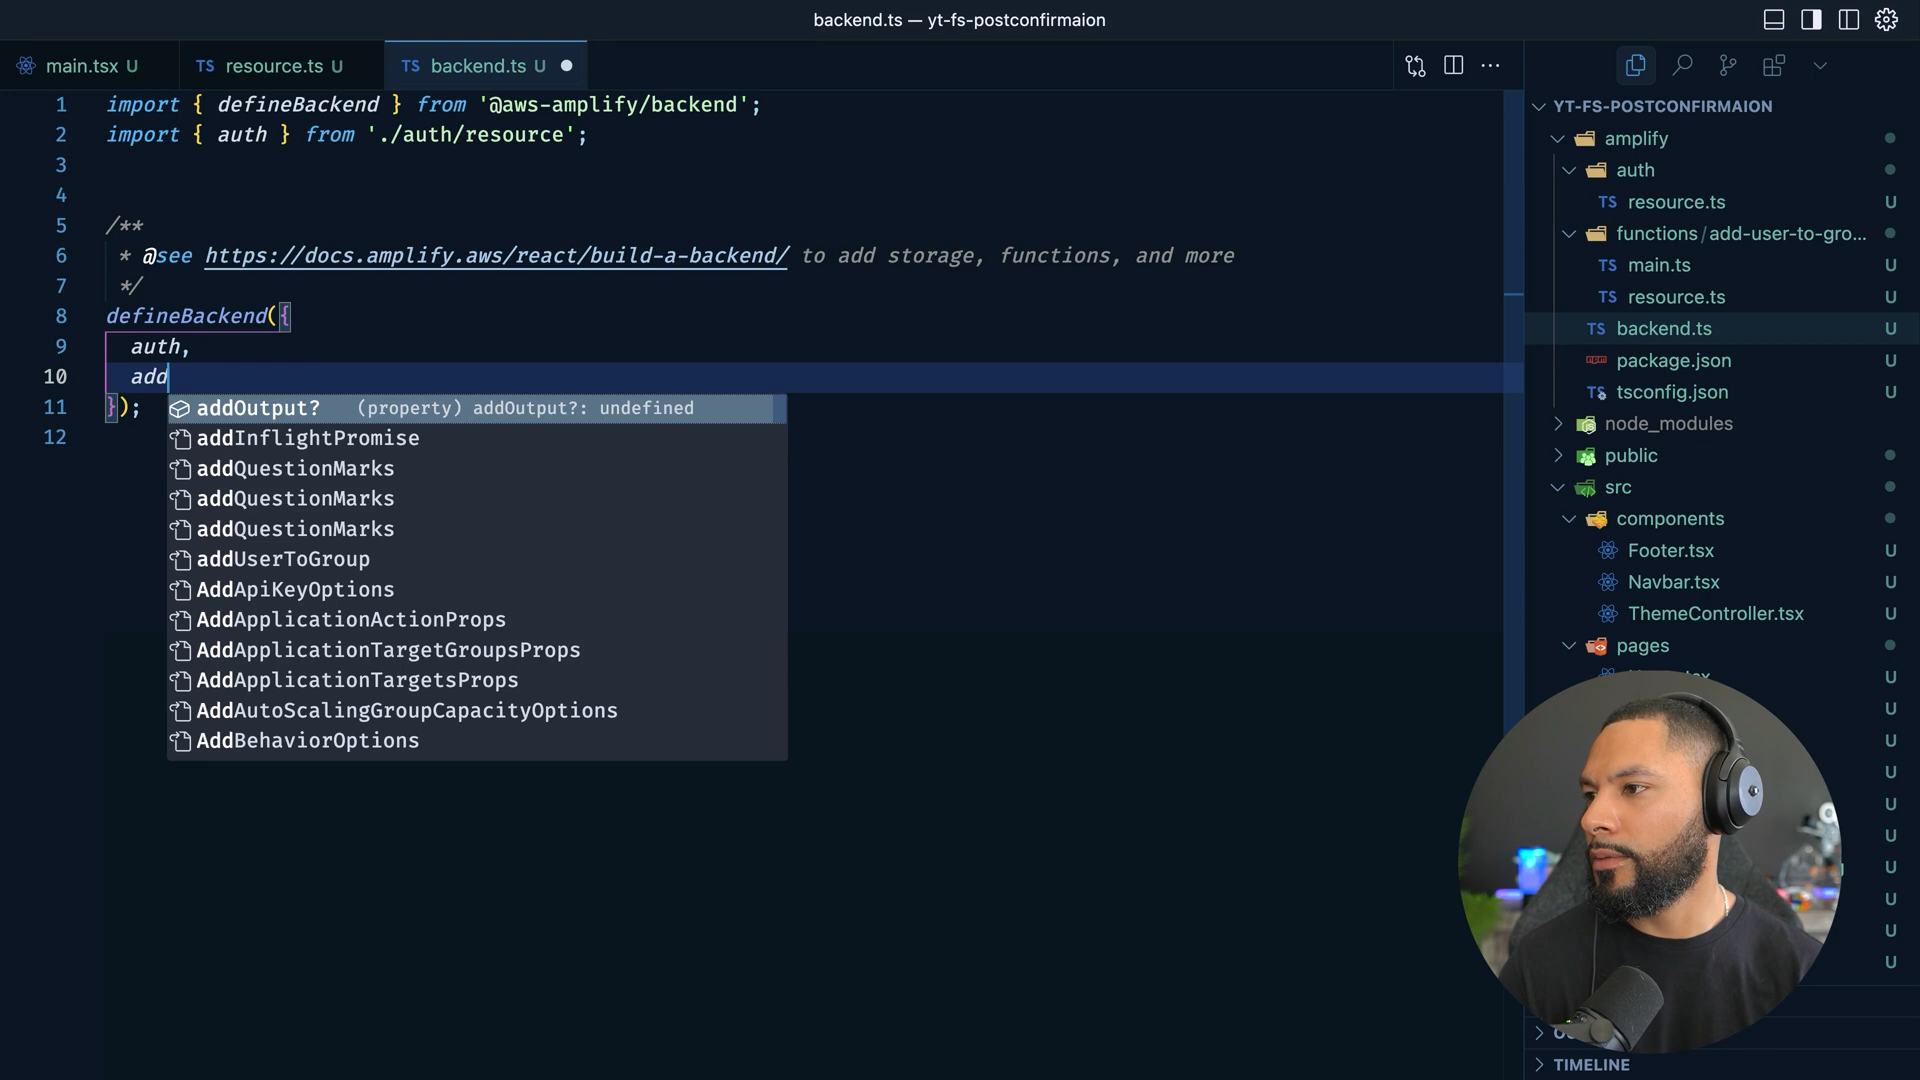 backend.ts — yt-fs-postconfirmaion
main.tsx U
TS resource.ts U
TS backend.ts U
1 import { defineBackend } from '@aws-amplify/backend';
2 import { auth } from './auth/resource';
3
4
5 /**
6 * @see https://docs.amplify.aws/react/build-a-backend/ to add storage, functions, and more
7 */
8 defineBackend({
9 auth,
10 add
11 });
12
addOutput? (property) addOutput?: undefined
addInflightPromise
addQuestionMarks
addQuestionMarks
addQuestionMarks
addUserToGroup
AddApiKeyOptions
AddApplicationActionProps
AddApplicationTargetGroupsProps
AddApplicationTargetsProps
AddAutoScalingGroupCapacityOptions
AddBehaviorOptions
YT-FS-POSTCONFIRMAION
amplify
auth
TS resource.ts U
functions/add-user-to-gro...
TS main.ts U
TS resource.ts U
TS backend.ts U
package.json U
TS tsconfig.json U
node_modules
public
src
components
Footer.tsx U
Navbar.tsx U
ThemeController.tsx U
pages
U
U
U
U
U
U
U
U
U
U
TIMELINE